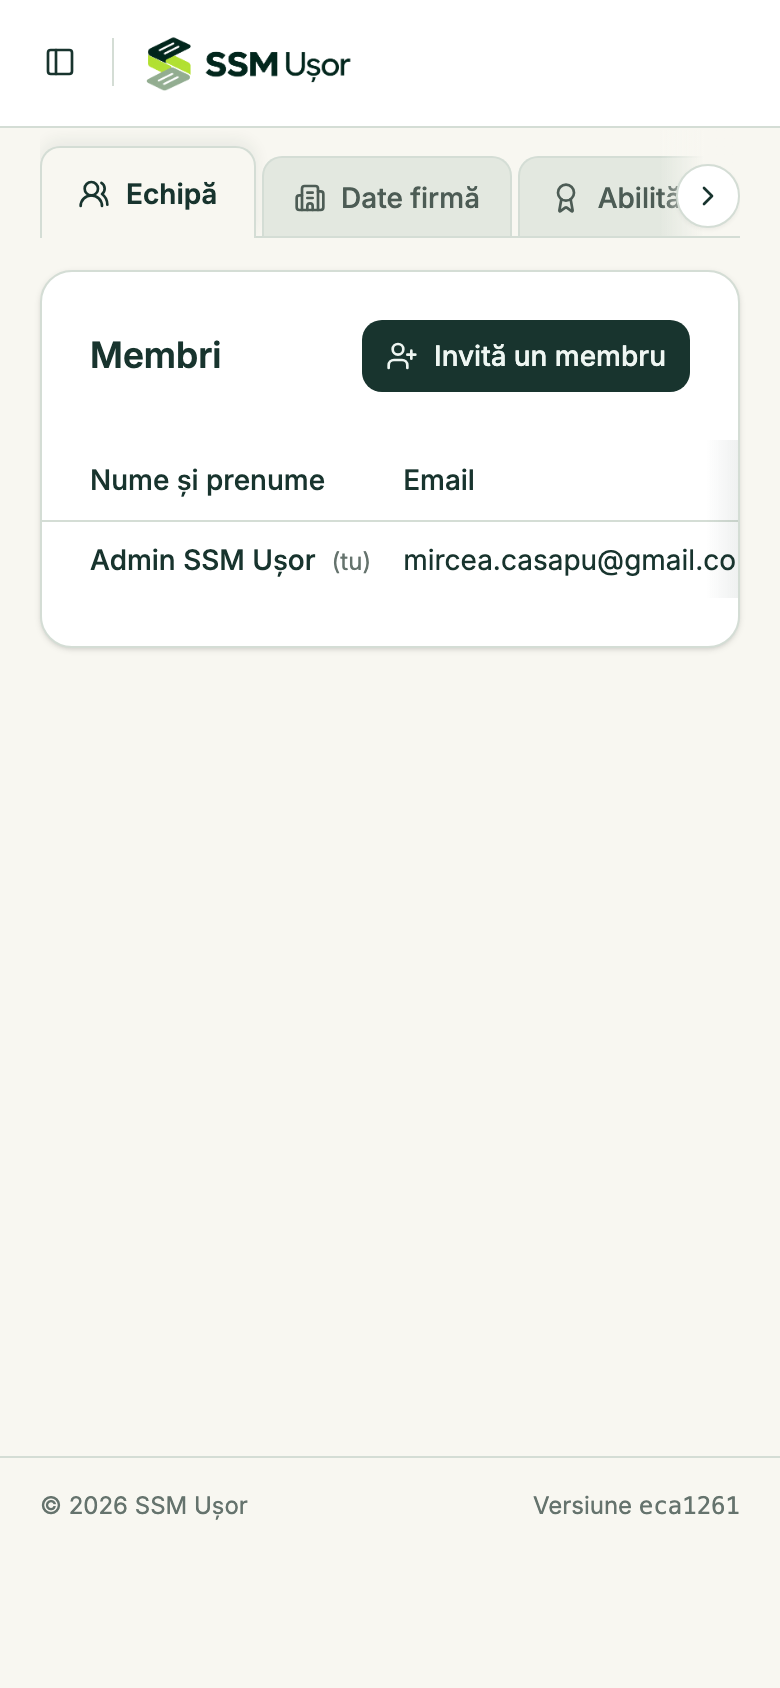 SSM Ușor
Echipă
Date firmă
Abilită
Membri
Invită un membru
Nume și prenume
Email
Admin SSM Ușor (tu)
mircea.casapu@gmail.co
© 2026 SSM Ușor
Versiune eca1261